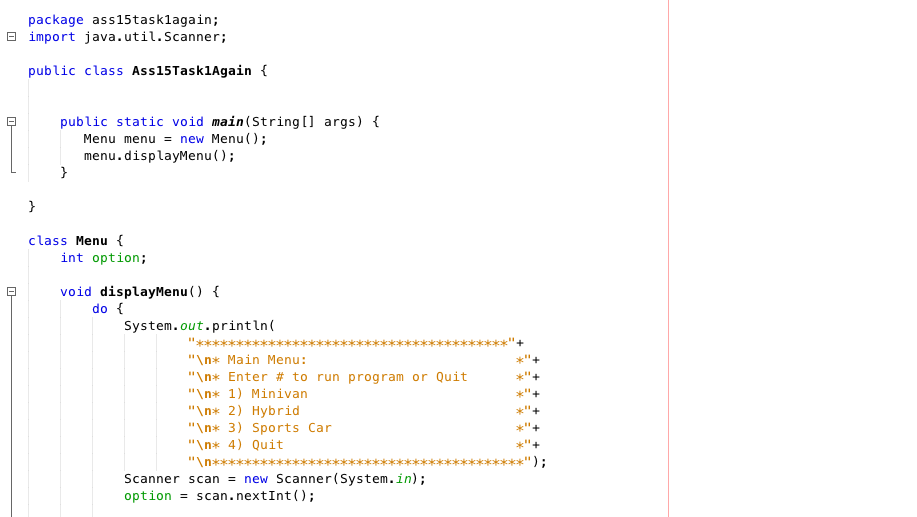 package ass15task1again;
import java.util.Scanner;
public class Ass15Task1Again {
public static void main(String[] args) {
Menu menu = new Menu();
menu.displayMenu();
}
}
class Menu {
int option;
void displayMenu() {
do {
System.out.println(
"***************************************"+
"\n* Main Menu:                          *"+
"\n* Enter # to run program or Quit      *"+
"\n* 1) Minivan                          *"+
"\n* 2) Hybrid                           *"+
"\n* 3) Sports Car                       *"+
"\n* 4) Quit                             *"+
"\n***************************************");
Scanner scan = new Scanner(System.in);
option = scan.nextInt();